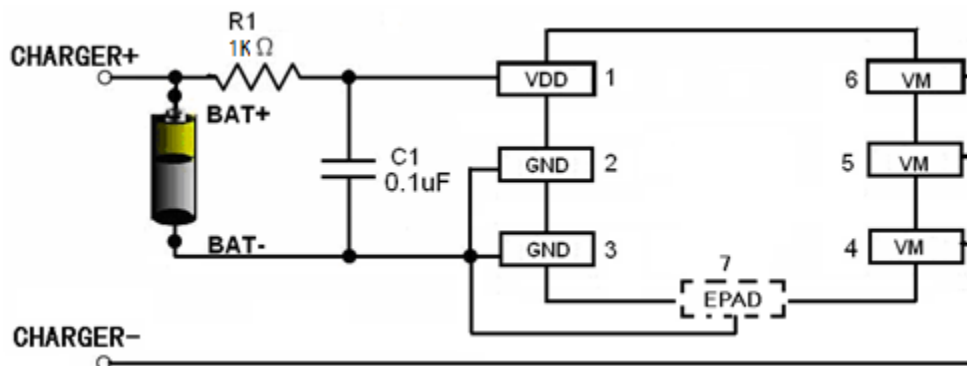 R1
1K Ω
CHARGER+
VDD
1
6
VM
BAT+
C1
0.1uF
GND
2
5
VM
BAT-
GND
3
4
VM
7
EPAD
CHARGER-